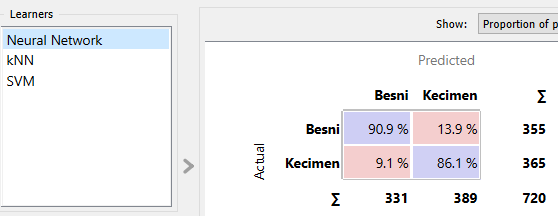 Learners
Neural Network
kNN
SVM
Show: Proportion of p
Predicted
Besni Kecimen Σ
Actual
Besni 90.9 % 13.9 % 355
Kecimen 9.1 % 86.1 % 365
Σ 331 389 720